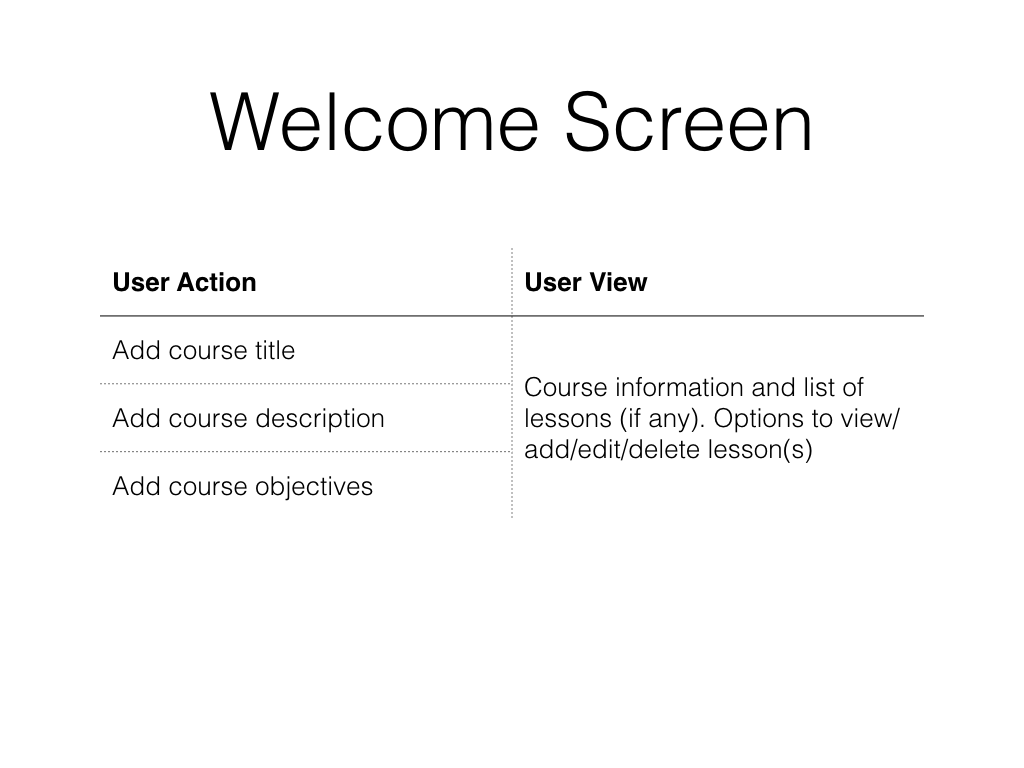 Welcome Screen
User Action
User View
Add course title
Add course description
Add course objectives
Course information and list of
lessons (if any). Options to view/
add/edit/delete lesson(s)